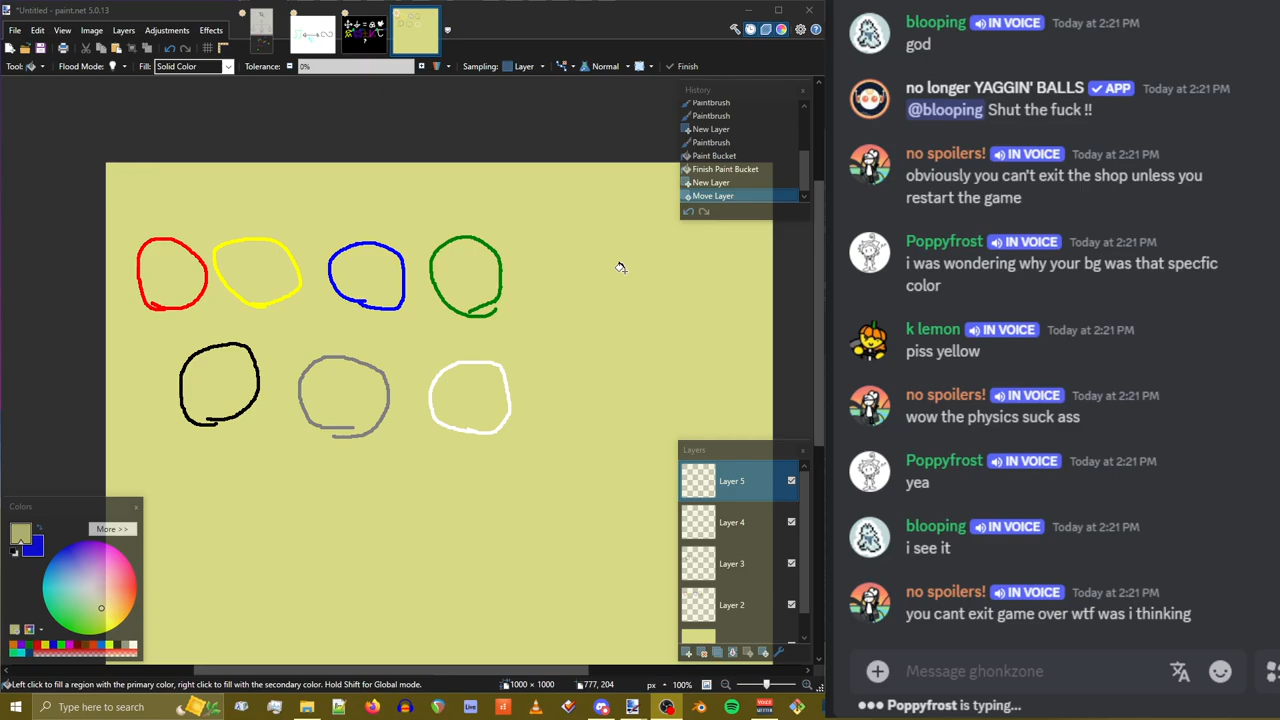 *Untitled - paint.net 5.0.13
File Edit View Image Layers Adjustments Effects
Tool: Flood Mode: Fill: Solid Color Tolerance: 0% Sampling: Layer Normal Finish
History
Paintbrush
Paintbrush
New Layer
Paintbrush
Paint Bucket
Finish Paint Bucket
New Layer
Move Layer
Layers
Layer 5
Layer 4
Layer 3
Layer 2
Colors
More >>
Left click to fill a region with the primary color, right click to fill with the secondary color. Hold Shift for Global mode.
1000 × 1000
777, 204
px
100%
Type here to search
Live
blooping IN VOICE Today at 2:21 PM
god
no longer YAGGIN' BALLS APP Today at 2:21 PM
@blooping Shut the fuck !!
no spoilers! IN VOICE Today at 2:21 PM
obviously you can't exit the shop unless you
restart the game
Poppyfrost IN VOICE Today at 2:21 PM
i was wondering why your bg was that specfic
color
k lemon IN VOICE Today at 2:21 PM
piss yellow
no spoilers! IN VOICE Today at 2:21 PM
wow the physics suck ass
Poppyfrost IN VOICE Today at 2:21 PM
yea
blooping IN VOICE Today at 2:21 PM
i see it
no spoilers! IN VOICE Today at 2:21 PM
you cant exit game over wtf was i thinking
Message ghonkzone
Poppyfrost is typing...